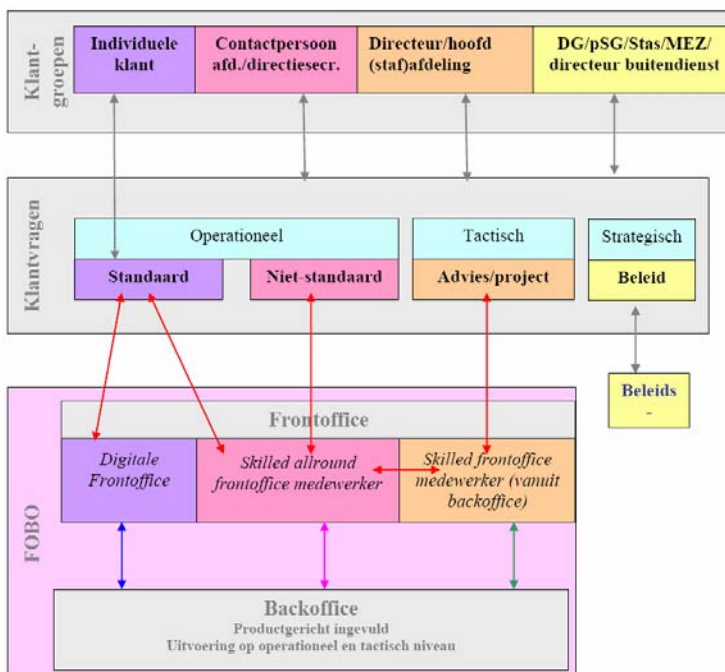 Klant-
groepen
Individuele
klant
Contactpersoon
afd./directiesecr.
Directeur/hoofd
(staf)afdeling
DG/pSG/Stas/MEZ/
directeur buitendienst
Klantvragen
Operationeel
Tactisch
Strategisch
Standaard
Niet-standaard
Advies/project
Beleid
Beleids
-
FOBO
Frontoffice
Digitale
Frontoffice
Skilled allround
frontoffice medewerker
Skilled frontoffice
medewerker (vanuit
backoffice)
Backoffice
Productgericht ingevuld
Uitvoering op operationeel en tactisch niveau